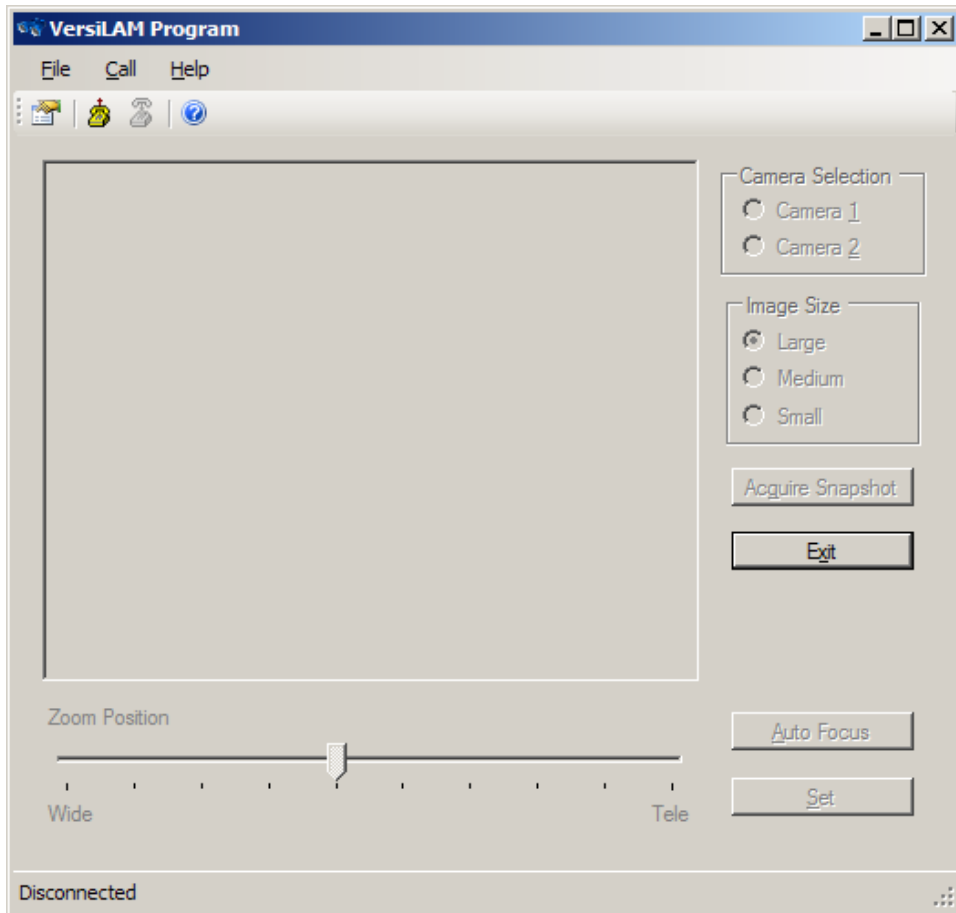 VersiLAM Program
File Call Help
Camera Selection
Camera 1
Camera 2
Image Size
Large
Medium
Small
Acquire Snapshot
Exit
Zoom Position
Wide Tele
Auto Focus
Set
Disconnected